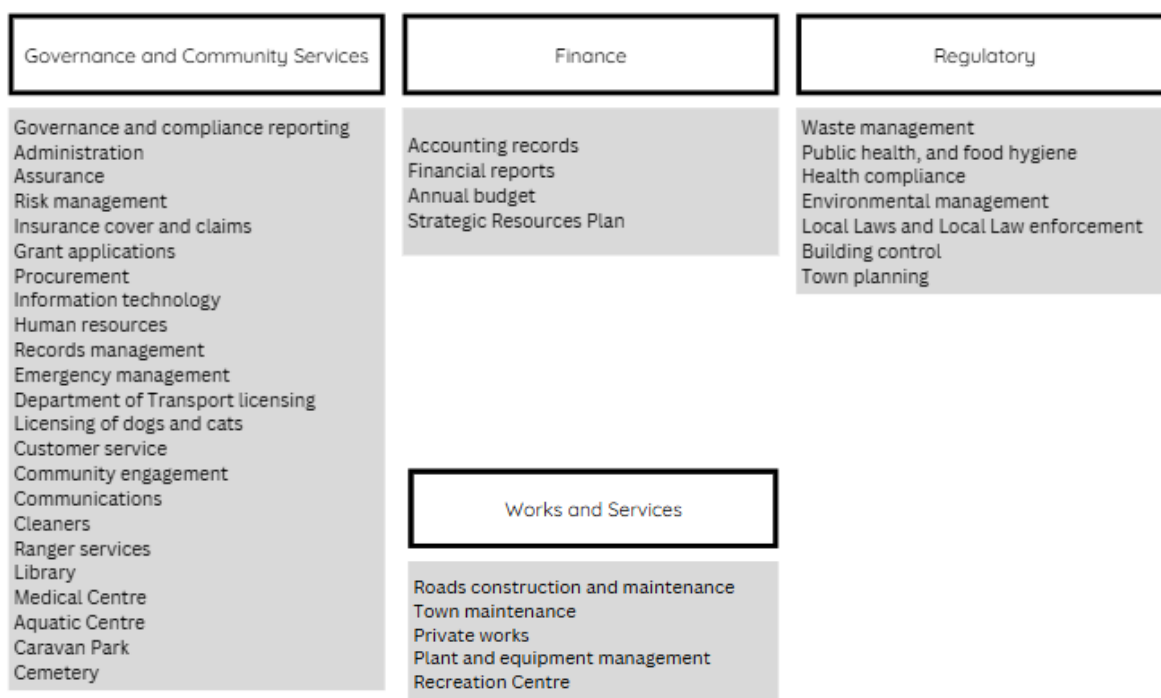 Governance and Community Services
Governance and compliance reporting
Administration
Assurance
Risk management
Insurance cover and claims
Grant applications
Procurement
Information technology
Human resources
Records management
Emergency management
Department of Transport licensing
Licensing of dogs and cats
Customer service
Community engagement
Communications
Cleaners
Ranger services
Library
Medical Centre
Aquatic Centre
Caravan Park
Cemetery
Finance
Accounting records
Financial reports
Annual budget
Strategic Resources Plan
Regulatory
Waste management
Public health, and food hygiene
Health compliance
Environmental management
Local Laws and Local Law enforcement
Building control
Town planning
Works and Services
Roads construction and maintenance
Town maintenance
Private works
Plant and equipment management
Recreation Centre